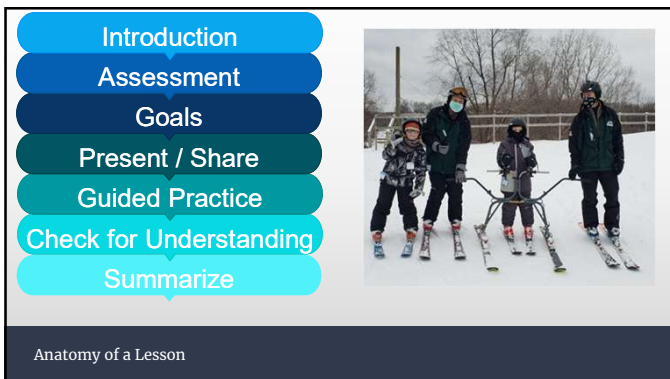 Introduction
Assessment
Goals
Present / Share
Guided Practice
Check for Understanding
Summarize
Anatomy of a Lesson